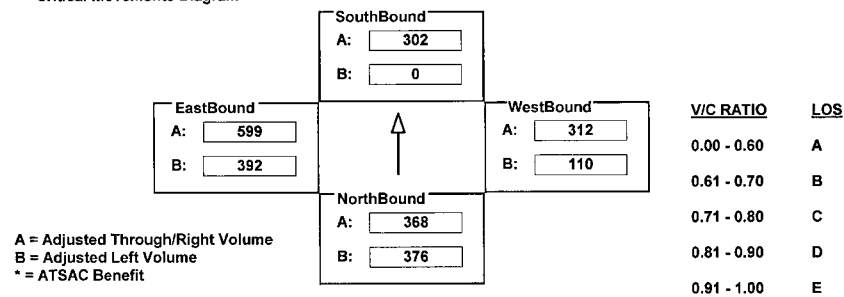 SouthBound
A: 302
B: 0
EastBound
A: 599
B: 392
WestBound
A: 312
B: 110
NorthBound
A: 368
B: 376
A = Adjusted Through/Right Volume
B = Adjusted Left Volume
* = ATSAC Benefit
V/C RATIO LOS
0.00 - 0.60 A
0.61 - 0.70 B
0.71 - 0.80 C
0.81 - 0.90 D
0.91 - 1.00 E